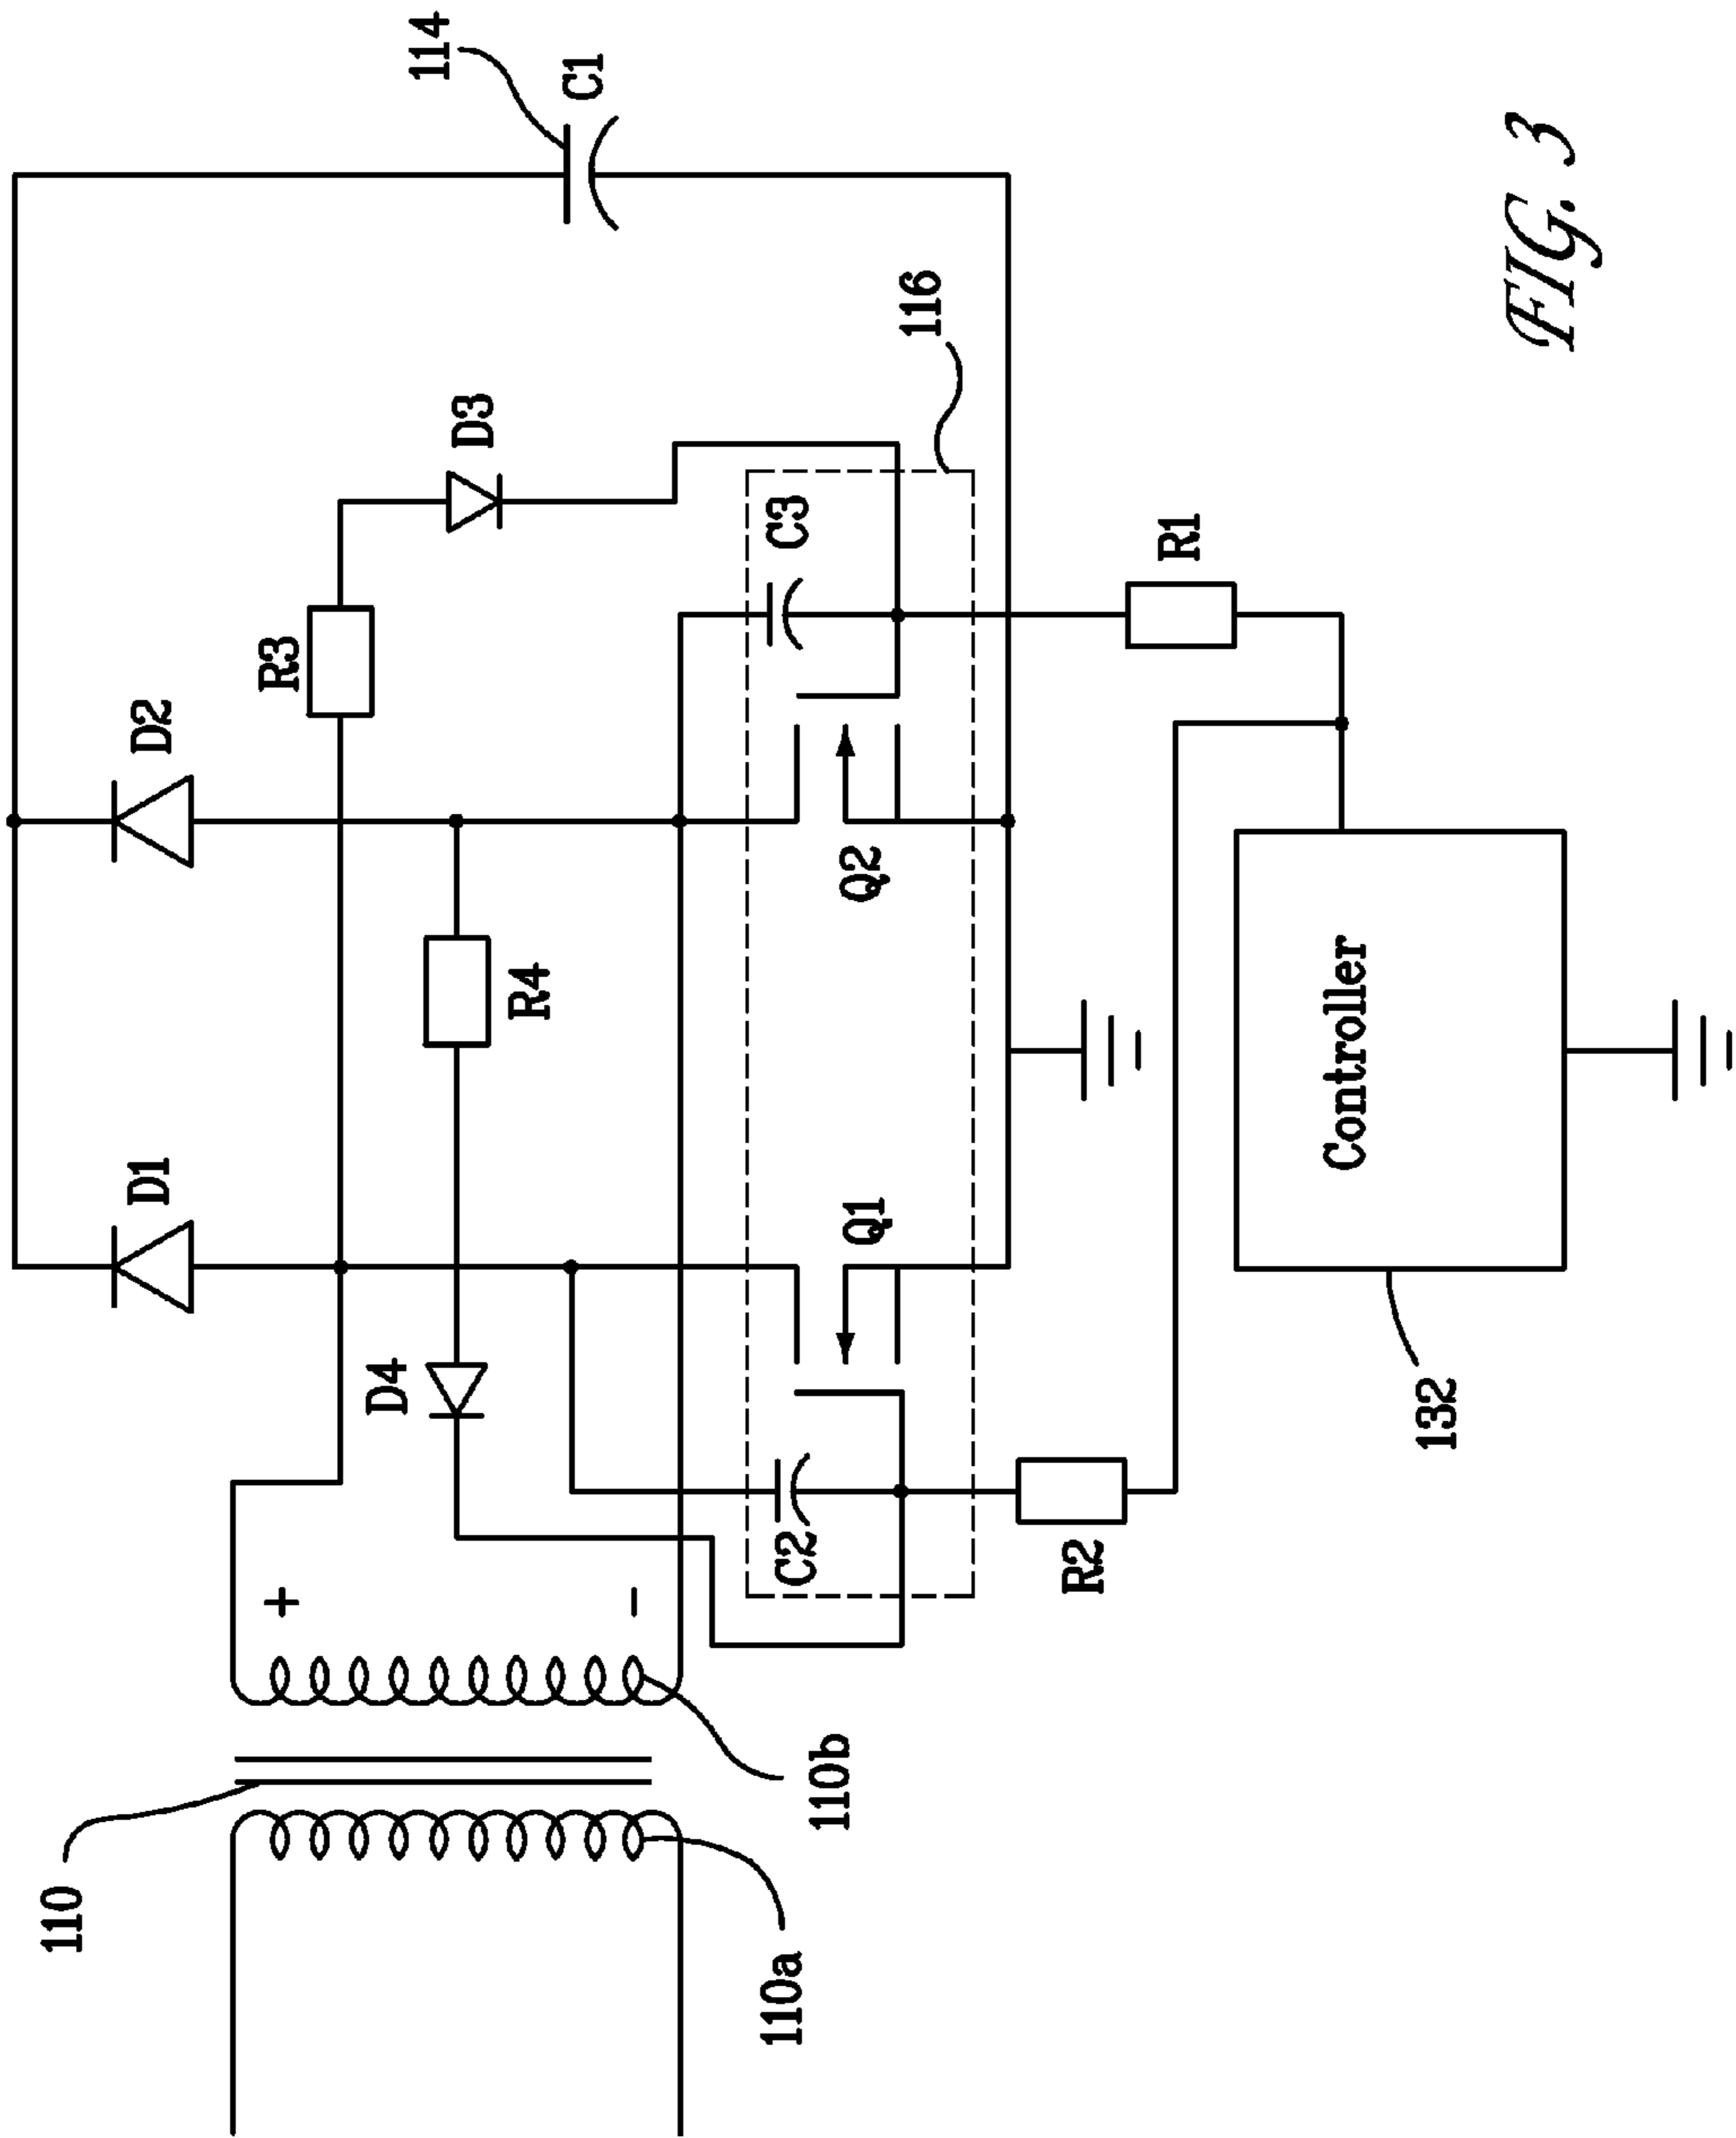 110
110a
110b
+
-
D1
D2
D4
R4
R3
D3
114
C1
C2
Q1
Q2
C3
116
R2
R1
Controller
132
FIG. 3